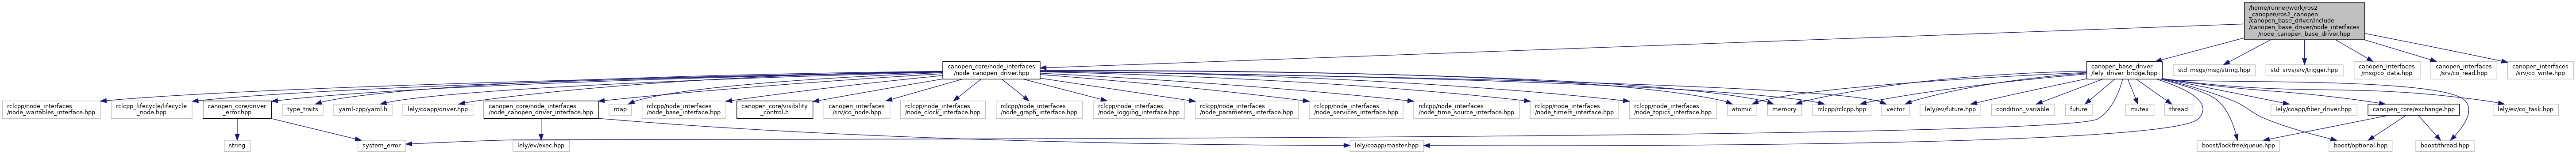 /home/runner/work/ros2
_canopen/ros2_canopen
/canopen_base_driver/include
/canopen_base_driver/node_interfaces
/node_canopen_base_driver.hpp
canopen_core/node_interfaces
/node_canopen_driver.hpp
canopen_base_driver
/lely_driver_bridge.hpp
std_msgs/msg/string.hpp
std_srvs/srv/trigger.hpp
canopen_interfaces
/msg/co_data.hpp
canopen_interfaces
/srv/co_read.hpp
canopen_interfaces
/srv/co_write.hpp
rclcpp/node_interfaces
/node_waitables_interface.hpp
rclcpp_lifecycle/lifecycle
_node.hpp
canopen_core/driver
_error.hpp
type_traits
yaml-cpp/yaml.h
lely/coapp/driver.hpp
canopen_core/node_interfaces
/node_canopen_driver_interface.hpp
map
rclcpp/node_interfaces
/node_base_interface.hpp
canopen_core/visibility
_control.h
canopen_interfaces
/srv/co_node.hpp
rclcpp/node_interfaces
/node_clock_interface.hpp
rclcpp/node_interfaces
/node_graph_interface.hpp
rclcpp/node_interfaces
/node_logging_interface.hpp
rclcpp/node_interfaces
/node_parameters_interface.hpp
rclcpp/node_interfaces
/node_services_interface.hpp
rclcpp/node_interfaces
/node_time_source_interface.hpp
rclcpp/node_interfaces
/node_timers_interface.hpp
rclcpp/node_interfaces
/node_topics_interface.hpp
atomic
memory
rclcpp/rclcpp.hpp
vector
lely/ev/future.hpp
condition_variable
future
mutex
thread
lely/coapp/fiber_driver.hpp
canopen_core/exchange.hpp
lely/ev/co_task.hpp
string
system_error
lely/ev/exec.hpp
lely/coapp/master.hpp
boost/lockfree/queue.hpp
boost/optional.hpp
boost/thread.hpp